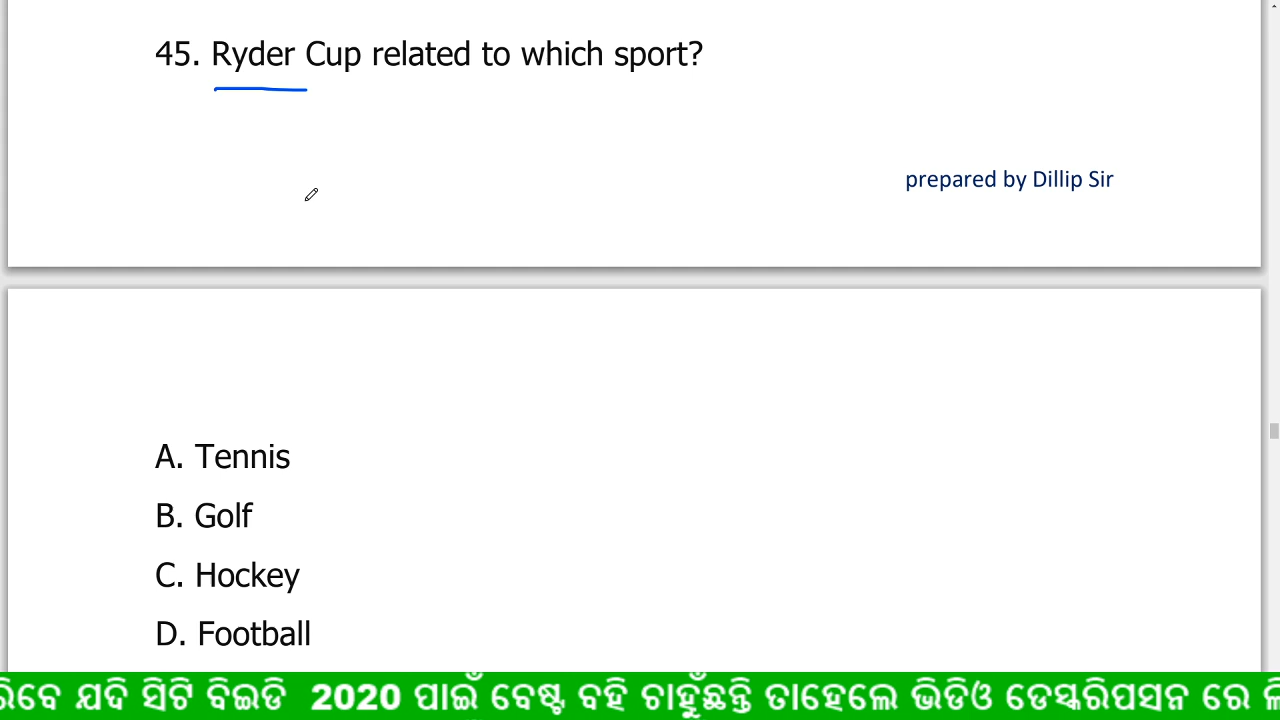 45. Ryder Cup related to which sport?
prepared by Dillip Sir
A. Tennis
B. Golf
C. Hockey
D. Football
ଯଦି ସିଟି ବିଇଡି 2020 ପାଇଁ ବେଷ୍ଟ ବହି ଚାହୁଁଛନ୍ତି ତାହେଲେ ଭିଡିଓ ଡେସ୍କରିପସନ ରେ